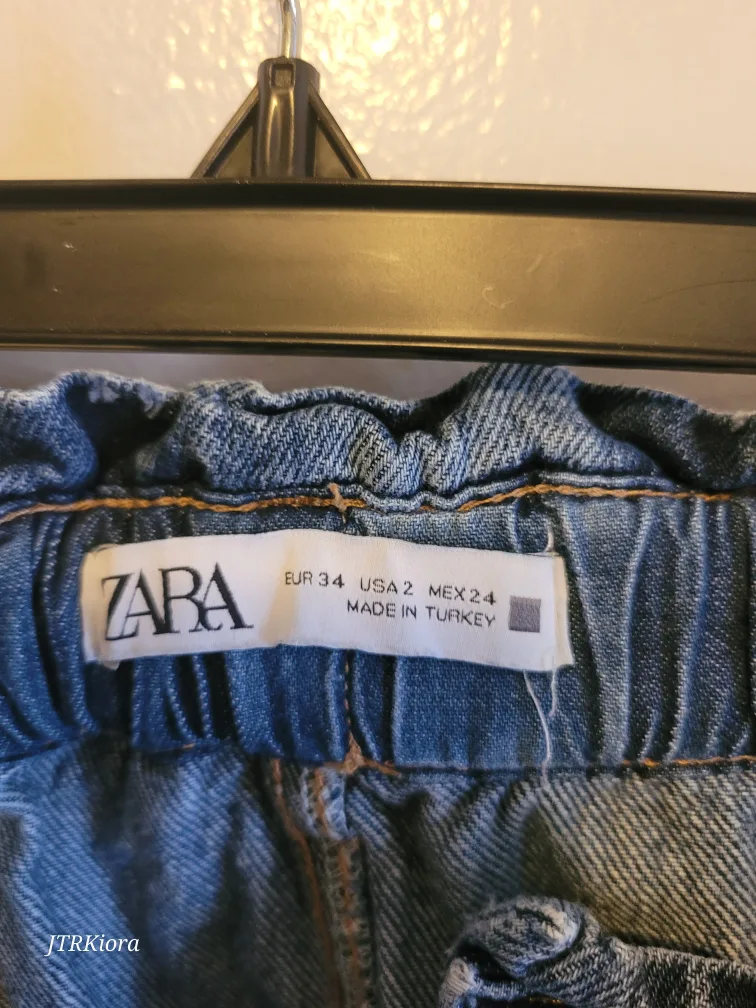 ZARA
EUR 34 USA 2 MEX 24
MADE IN TURKEY
JTRKiora